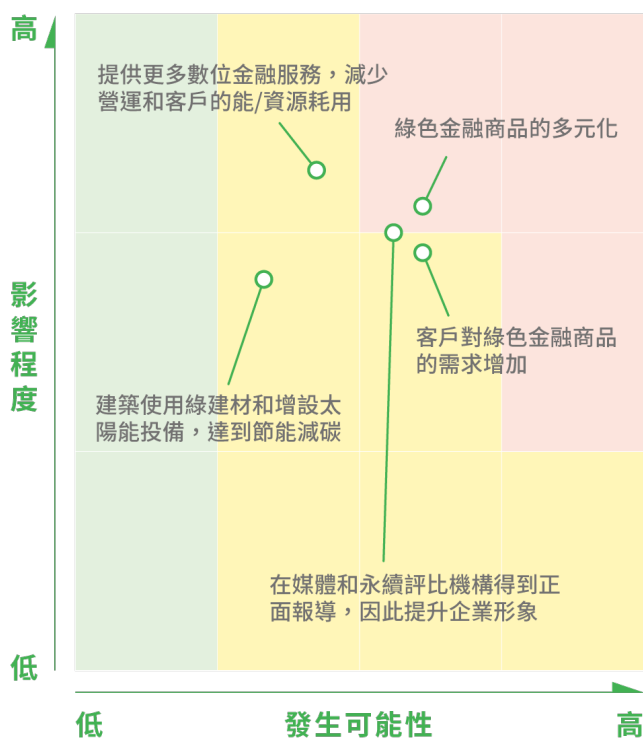 高
提供更多數位金融服務，減少
營運和客戶的能/資源耗用
綠色金融商品的多元化
影響程度
客戶對綠色金融商品
的需求增加
建築使用綠建材和增設太
陽能投備，達到節能減碳
在媒體和永續評比機構得到正
面報導，因此提升企業形象
低
低
發生可能性
高